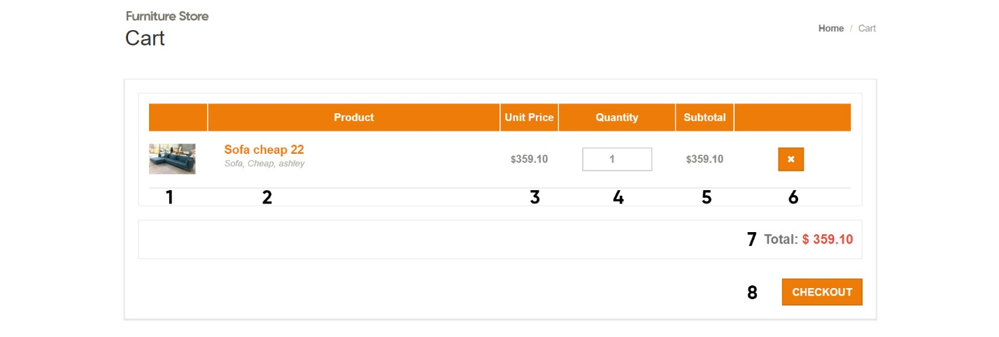 Furniture Store
Cart
Home / Cart
Product Unit Price Quantity Subtotal
Sofa cheap 22
Sofa, Cheap, ashley
$359.10 1 $359.10 ✖
1 2 3 4 5 6
7 Total: $ 359.10
8 CHECKOUT